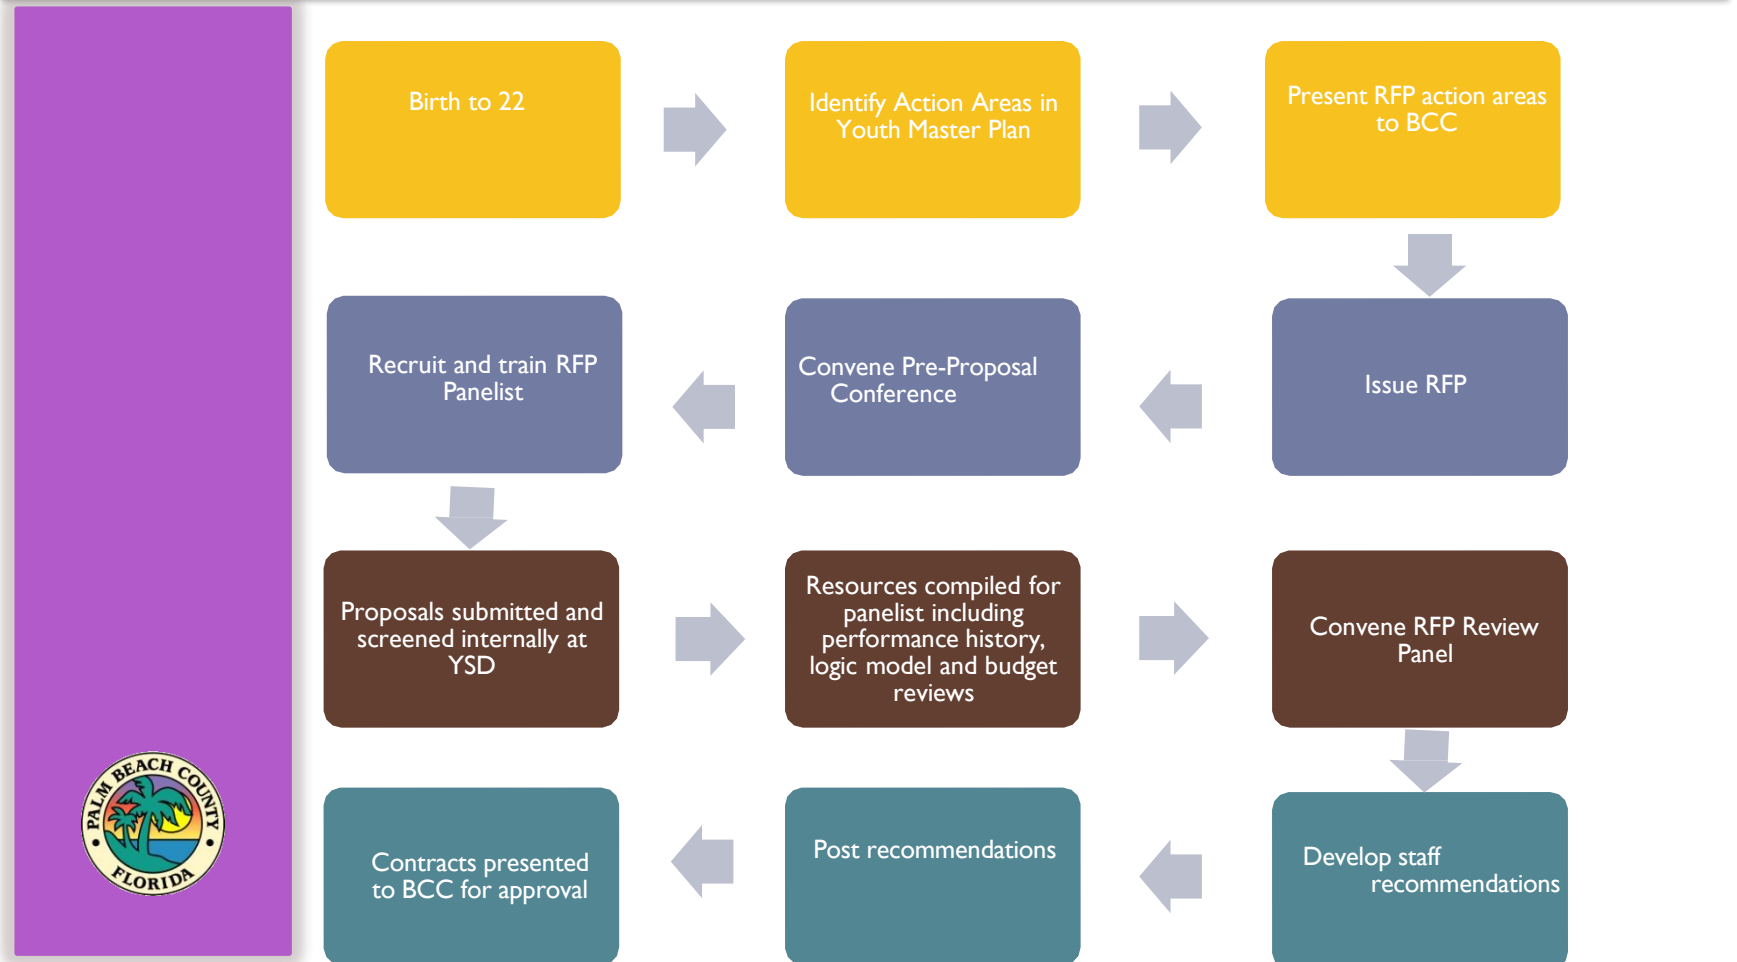 Birth to 22
Identify Action Areas in
Youth Master Plan
Present RFP action areas
to BCC
Issue RFP
Convene Pre-Proposal
Conference
Recruit and train RFP
Panelist
Proposals submitted and
screened internally at
YSD
Resources compiled for
panelist including
performance history,
logic model and budget
reviews
Convene RFP Review
Panel
Develop staff
recommendations
Post recommendations
Contracts presented
to BCC for approval
PALM BEACH COUNTY
FLORIDA